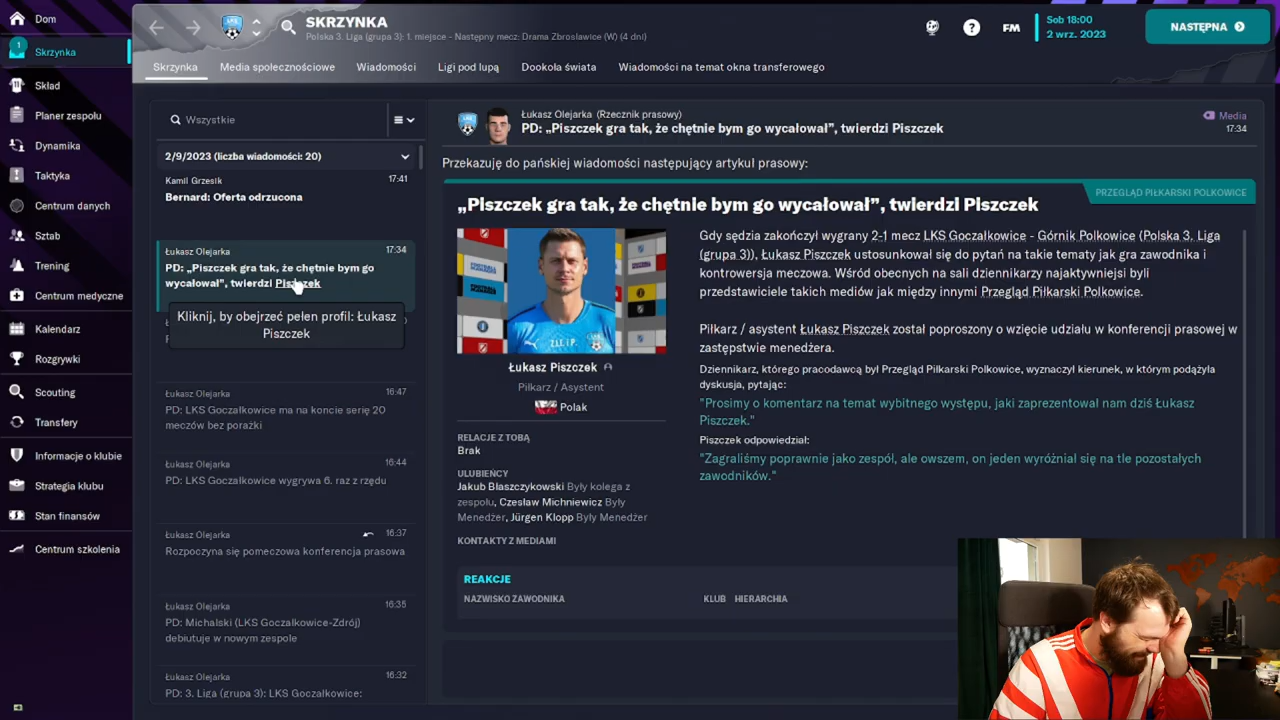 Dom
1
Skrzynka
Skład
Planer zespołu
Dynamika
Taktyka
Centrum danych
Sztab
Trening
Centrum medyczne
Kalendarz
Rozgrywki
Scouting
Transfery
Informacje o klubie
Strategia klubu
Stan finansów
Centrum szkolenia
SKRZYNKA
Polska 3. Liga (grupa 3): 1. miejsce - Następny mecz: Drama Zbrosławice (W) (4 dni)
FM
Sob 18:00
2 wrz. 2023
NASTĘPNA
Skrzynka
Media społecznościowe
Wiadomości
Ligi pod lupą
Dookoła świata
Wiadomości na temat okna transferowego
Wszystkie
2/9/2023 (liczba wiadomości: 20)
Kamil Grzesik 17:41
Bernard: Oferta odrzucona
Łukasz Olejarka 17:34
PD: „Piszczek gra tak, że chętnie bym go
wycałował”, twierdzi Piszczek
Kliknij, by obejrzeć pełen profil: Łukasz
Piszczek
Łukasz Olejarka 16:47
PD: LKS Goczałkowice ma na koncie serię 20
meczów bez porażki
Łukasz Olejarka 16:44
PD: LKS Goczałkowice wygrywa 6. raz z rzędu
Łukasz Olejarka 16:37
Rozpoczyna się pomeczowa konferencja prasowa
Łukasz Olejarka 16:35
PD: Michalski (LKS Goczałkowice-Zdrój)
debiutuje w nowym zespole
Łukasz Olejarka 16:32
PD: 3. Liga (grupa 3): LKS Goczałkowice:
Łukasz Olejarka (Rzecznik prasowy)
PD: „Piszczek gra tak, że chętnie bym go wycałował”, twierdzi Piszczek
Media
17:34
Przekazuję do pańskiej wiadomości następujący artykuł prasowy:
PRZEGLĄD PIŁKARSKI POLKOWICE
„Piszczek gra tak, że chętnie bym go wycałował”, twierdzi Piszczek
Łukasz Piszczek
Piłkarz / Asystent
Polak
RELACJE Z TOBĄ
Brak
ULUBIEŃCY
Jakub Błaszczykowski Były kolega z
zespołu, Czesław Michniewicz Były
Menedżer, Jürgen Klopp Były Menedżer
KONTAKTY Z MEDIAMI
Gdy sędzia zakończył wygrany 2-1 mecz LKS Goczałkowice - Górnik Polkowice (Polska 3. Liga
(grupa 3)), Łukasz Piszczek ustosunkował się do pytań na takie tematy jak gra zawodnika i
kontrowersja meczowa. Wśród obecnych na sali dziennikarzy najaktywniejsi byli
przedstawiciele takich mediów jak między innymi Przegląd Piłkarski Polkowice.
Piłkarz / asystent Łukasz Piszczek został poproszony o wzięcie udziału w konferencji prasowej w
zastępstwie menedżera.
Dziennikarz, którego pracodawcą był Przegląd Piłkarski Polkowice, wyznaczył kierunek, w którym podążyła
dyskusja, pytając:
"Prosimy o komentarz na temat wybitnego występu, jaki zaprezentował nam dziś Łukasz
Piszczek."
Piszczek odpowiedział:
"Zagraliśmy poprawnie jako zespół, ale owszem, on jeden wyróżniał się na tle pozostałych
zawodników."
REAKCJE
NAZWISKO ZAWODNIKA
KLUB
HIERARCHIA